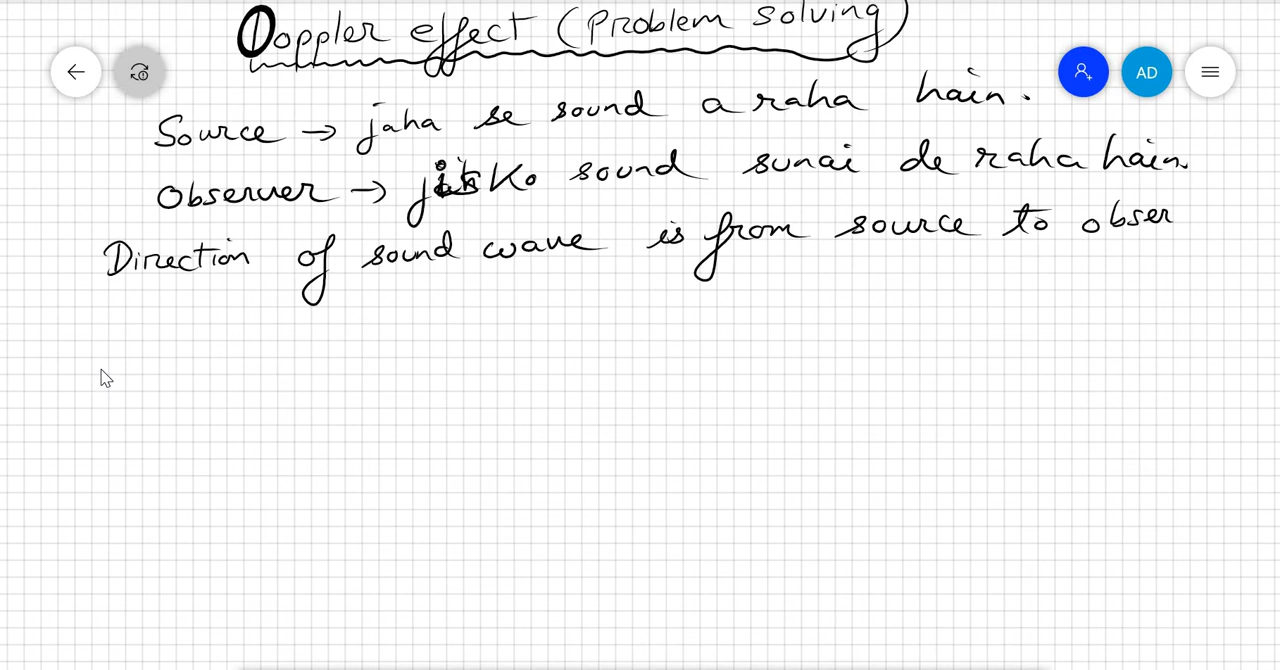 Doppler effect (Problem solving)
Source → jaha se sound a raha hain.
Observer → jisko sound sunai de raha hain.
Direction of sound wave is from source to obser
AD